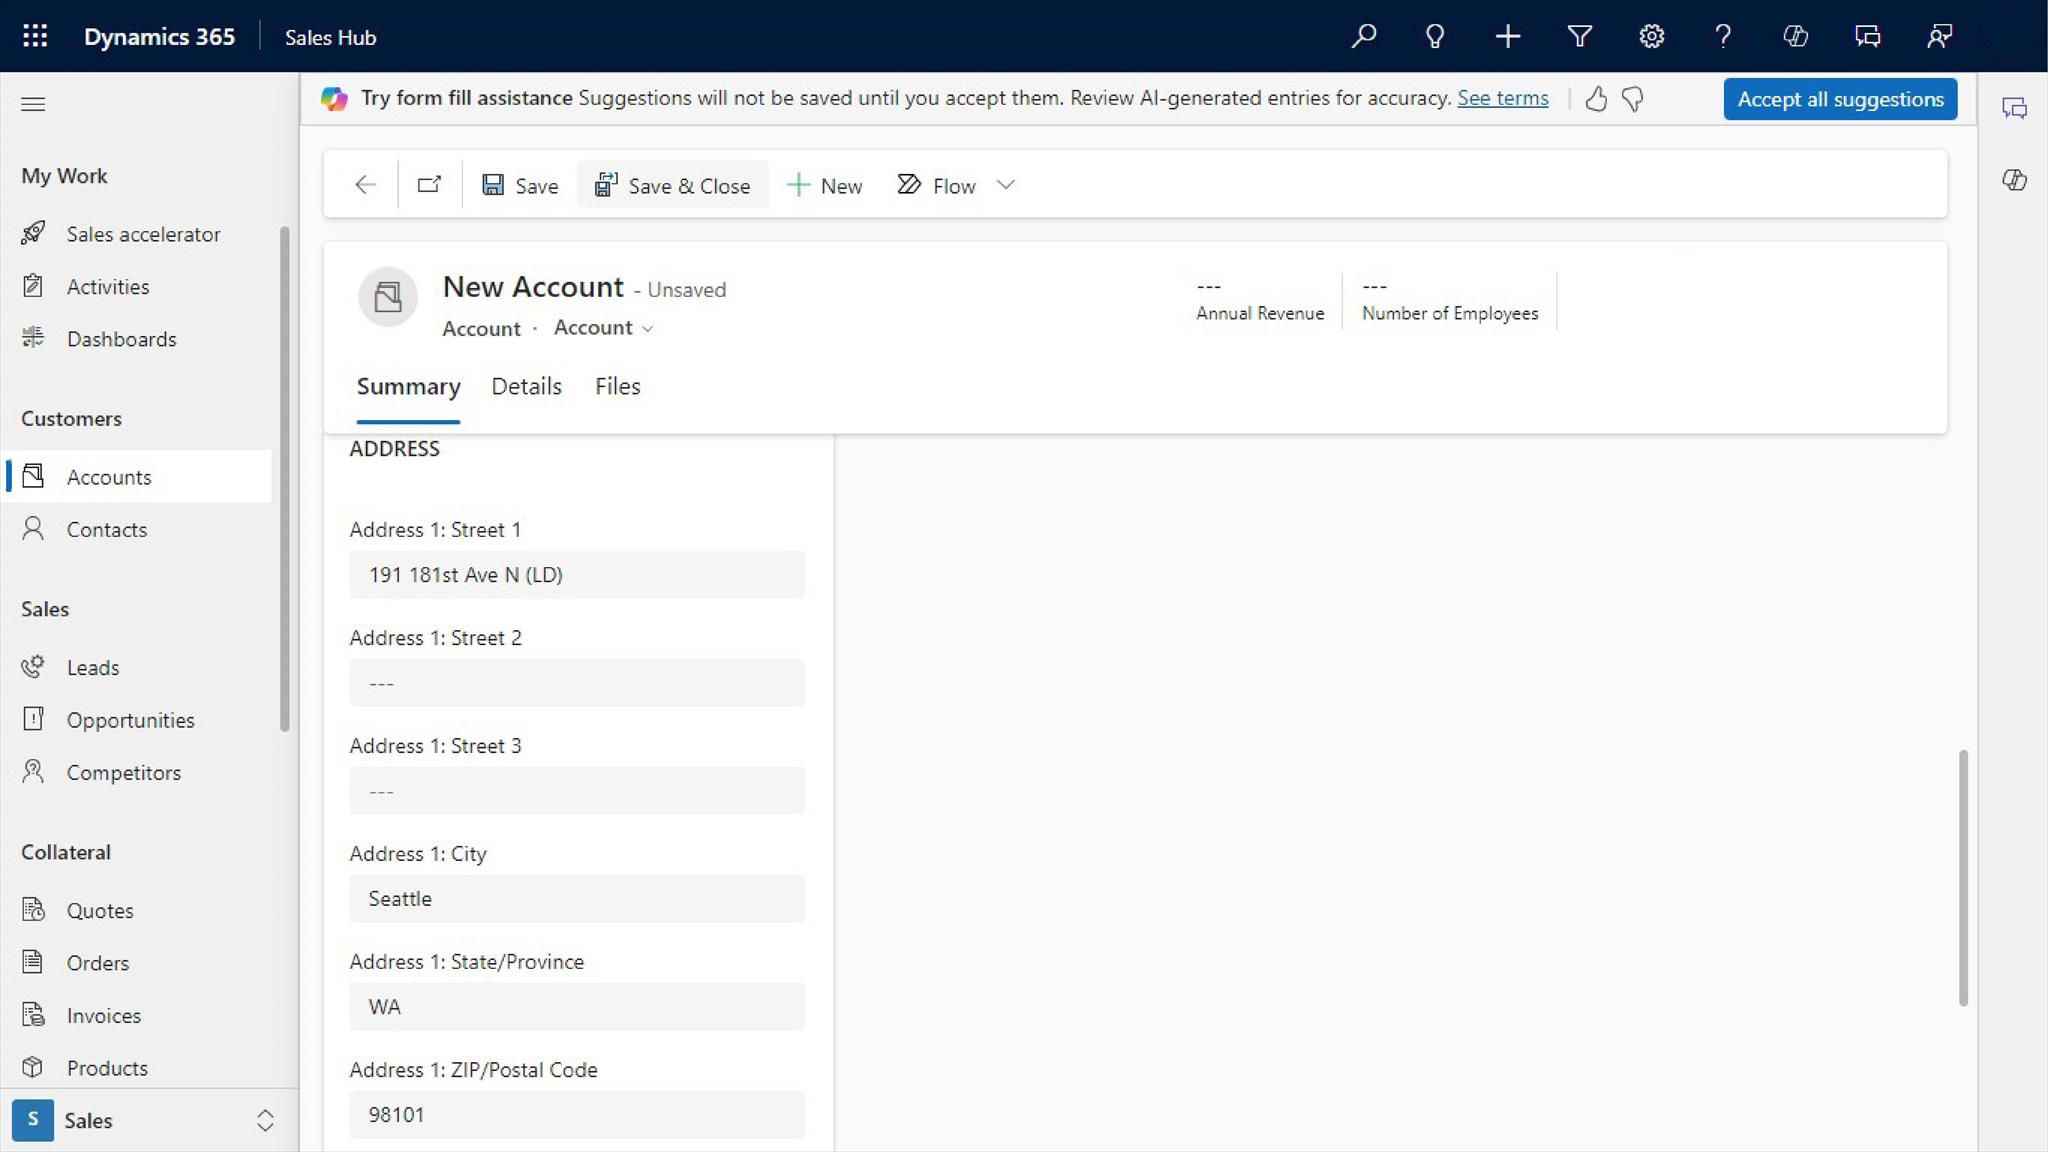 Dynamics 365
Sales Hub
Try form fill assistance Suggestions will not be saved until you accept them. Review AI-generated entries for accuracy. See terms
Accept all suggestions
My Work
Sales accelerator
Activities
Dashboards
Customers
Accounts
Contacts
Sales
Leads
Opportunities
Competitors
Collateral
Quotes
Orders
Invoices
Products
S
Sales
Save
Save & Close
New
Flow
New Account - Unsaved
Account · Account
---
Annual Revenue
---
Number of Employees
Summary
Details
Files
ADDRESS
Address 1: Street 1
191 181st Ave N (LD)
Address 1: Street 2
---
Address 1: Street 3
---
Address 1: City
Seattle
Address 1: State/Province
WA
Address 1: ZIP/Postal Code
98101